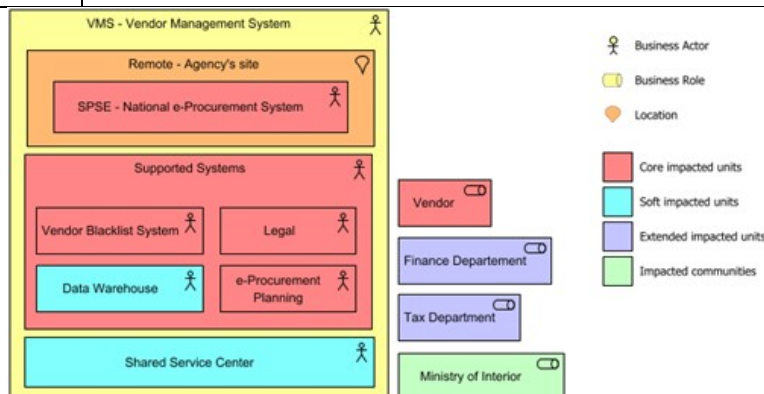 VMS - Vendor Management System
Remote - Agency's site
SPSE - National e-Procurement System
Supported Systems
Vendor Blacklist System
Legal
Data Warehouse
e-Procurement
Planning
Shared Service Center
Vendor
Finance Departement
Tax Department
Ministry of Interior
Business Actor
Business Role
Location
Core impacted units
Soft impacted units
Extended impacted units
Impacted communities